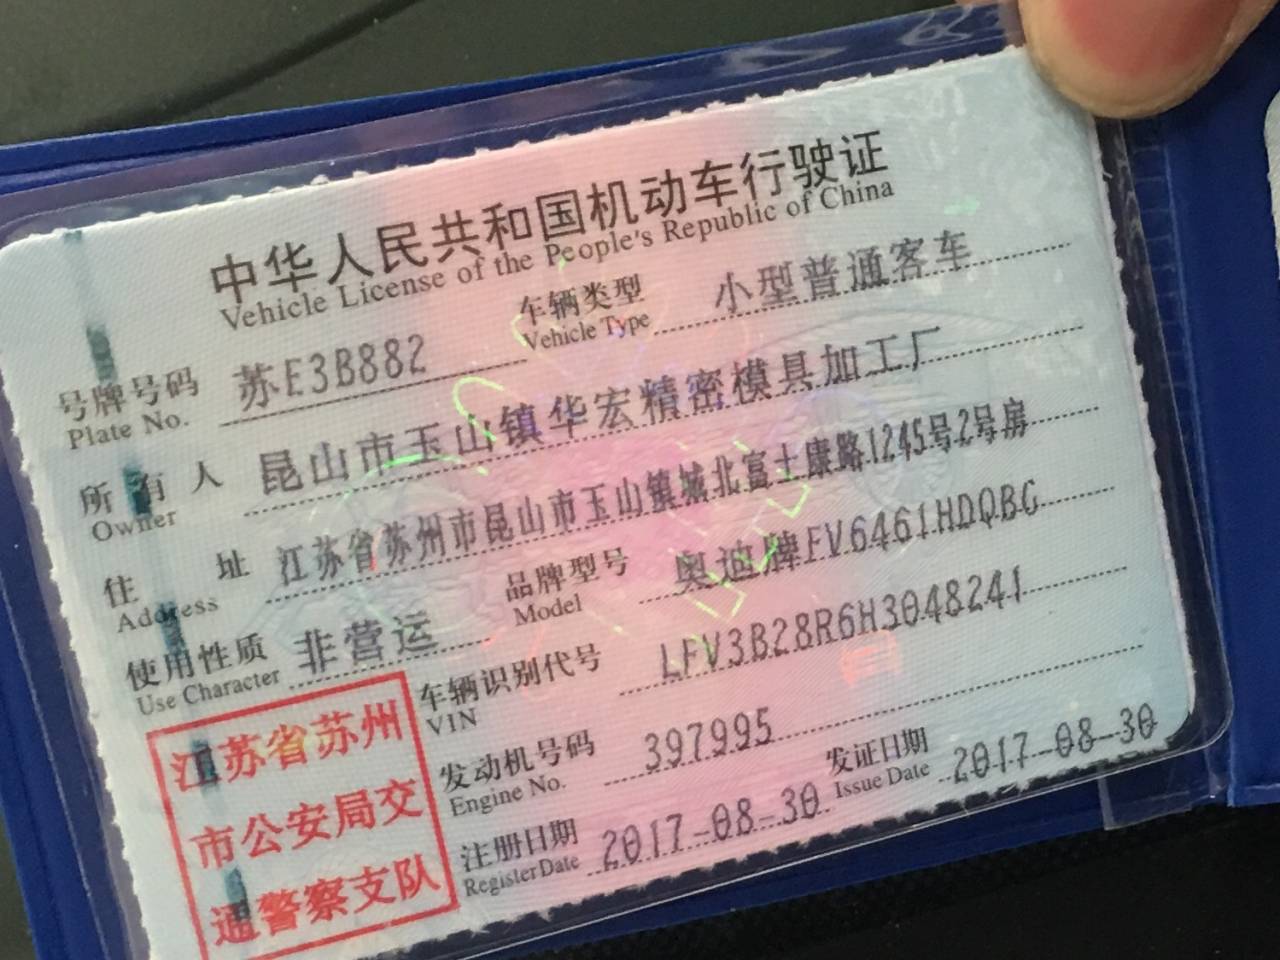 中华人民共和国机动车行驶证
Vehicle License of the People's Republic of China
号牌号码 苏E3B882 车辆类型 小型普通客车
Plate No. Vehicle Type
所有人 昆山市玉山镇华宏精密模具加工厂
Owner
住址 江苏省苏州市昆山市玉山镇城北富士康路1245号2号房
Address
使用性质 非营运 品牌型号 奥迪牌FV6461HDQBG
Use Character Model
车辆识别代号 LFV3B28R6H3048241
VIN
发动机号码 397995
Engine No.
注册日期 2017-08-30 发证日期 2017-08-30
Register Date Issue Date
江苏省苏州
市公安局交
通警察支队